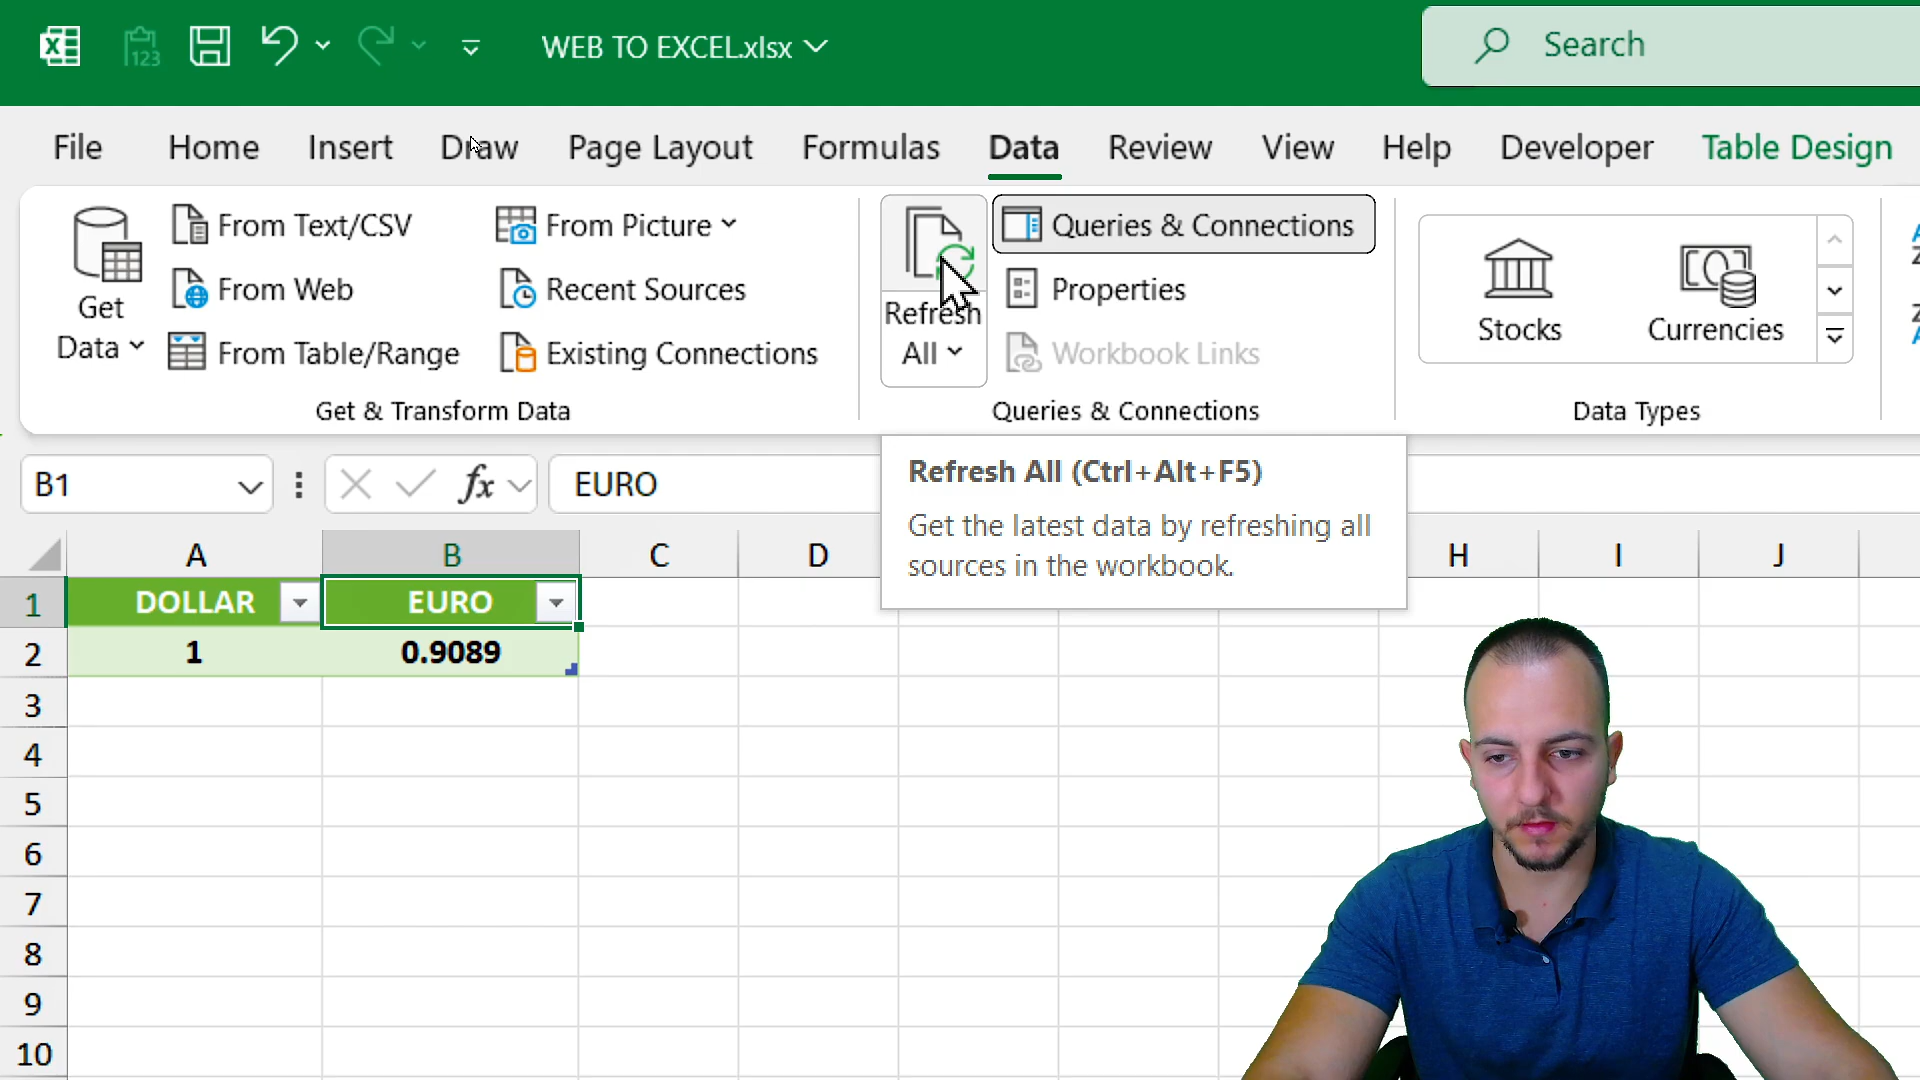 123
WEB TO EXCEL.xlsx
Search
File Home Insert Draw Page Layout Formulas Data Review View Help Developer Table Design
Get Data
From Text/CSV
From Web
From Table/Range
From Picture
Recent Sources
Existing Connections
Get & Transform Data
Refresh All
Queries & Connections
Properties
Workbook Links
Queries & Connections
Stocks
Currencies
Data Types
B1
fx
EURO
Refresh All (Ctrl+Alt+F5)
Get the latest data by refreshing all
sources in the workbook.
A B C D H I J
1 DOLLAR EURO
2 1 0.9089
3
4
5
6
7
8
9
10